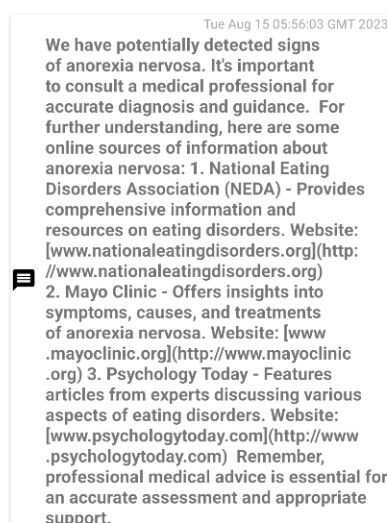 Tue Aug 15 05:56:03 GMT 2023
We have potentially detected signs
of anorexia nervosa. It's important
to consult a medical professional for
accurate diagnosis and guidance.  For
further understanding, here are some
online sources of information about
anorexia nervosa: 1. National Eating
Disorders Association (NEDA) - Provides
comprehensive information and
resources on eating disorders. Website:
[www.nationaleatingdisorders.org](http:
//www.nationaleatingdisorders.org)
2. Mayo Clinic - Offers insights into
symptoms, causes, and treatments
of anorexia nervosa. Website: [www
.mayoclinic.org](http://www.mayoclinic
.org) 3. Psychology Today - Features
articles from experts discussing various
aspects of eating disorders. Website:
[www.psychologytoday.com](http://www
.psychologytoday.com)  Remember,
professional medical advice is essential for
an accurate assessment and appropriate
support.